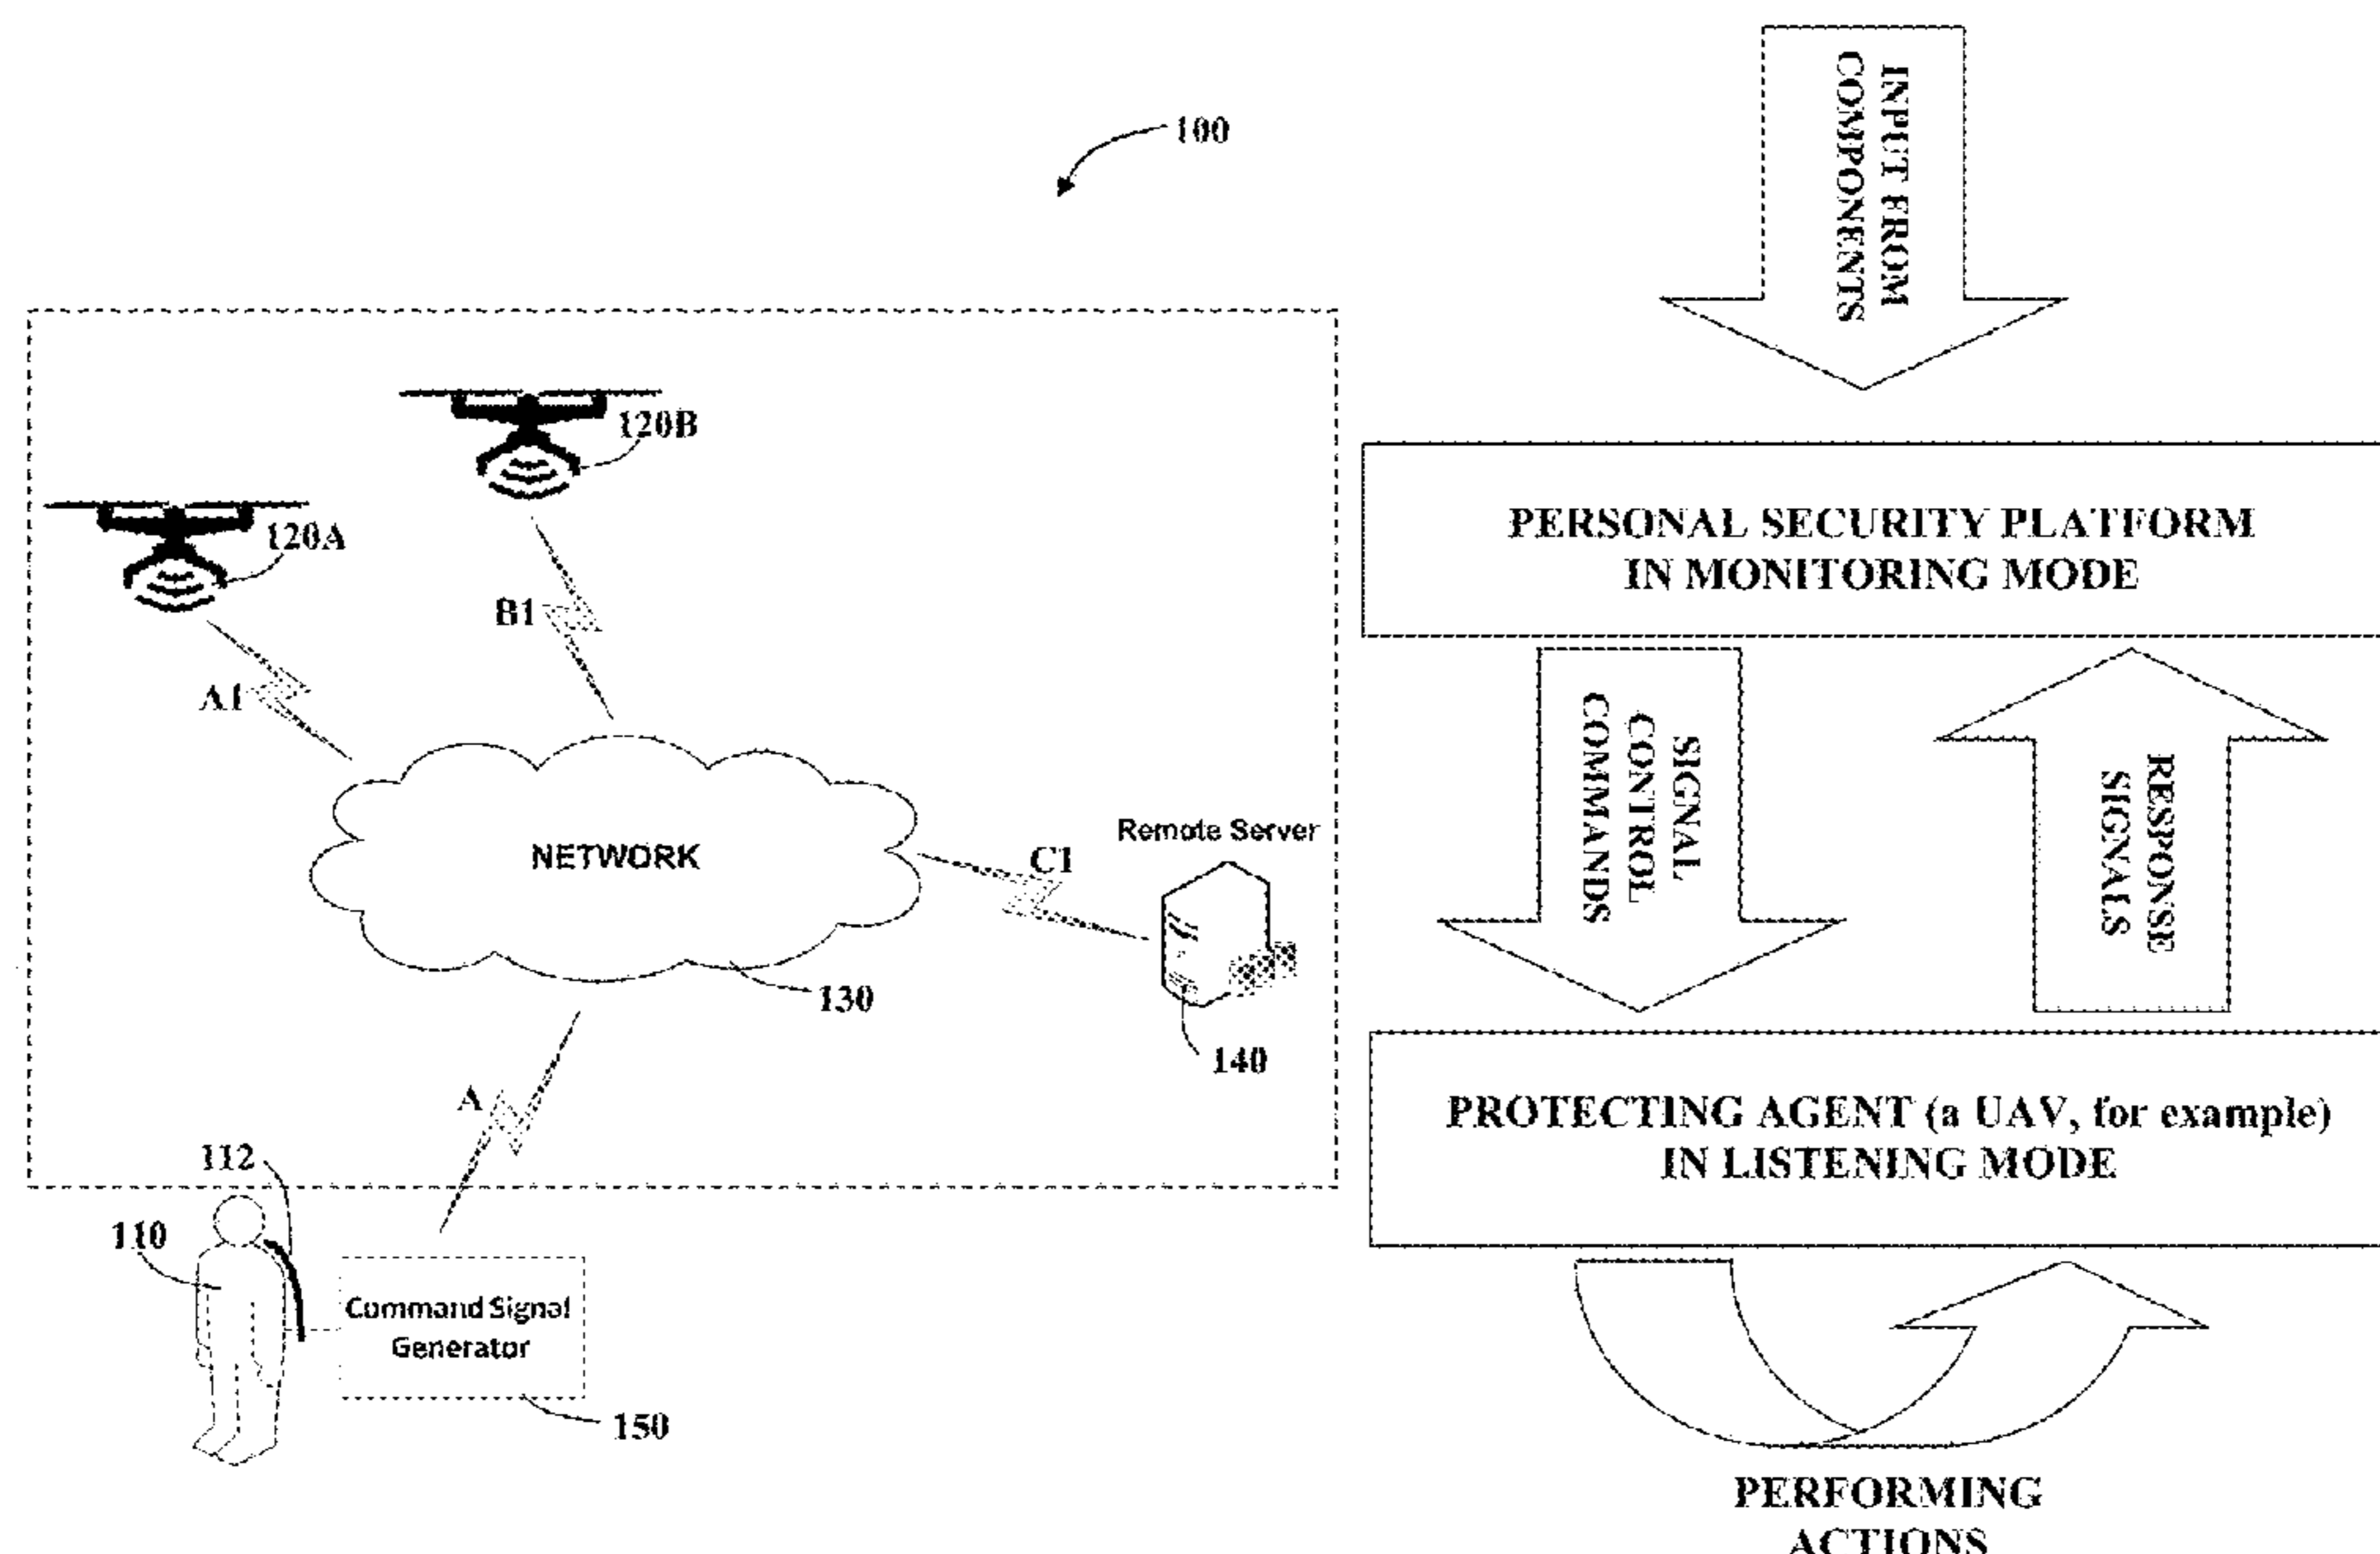 100
120B
120A
B1
A1
NETWORK
Remote Server
C1
130
140
A
112
110
Command Signal
Generator
150
INPUT FROM
COMPONENTS
PERSONAL SECURITY PLATFORM
IN MONITORING MODE
SIGNAL
CONTROL
COMMANDS
RESPONSE
SIGNALS
PROTECTING AGENT (a UAV, for example)
IN LISTENING MODE
PERFORMING
ACTIONS